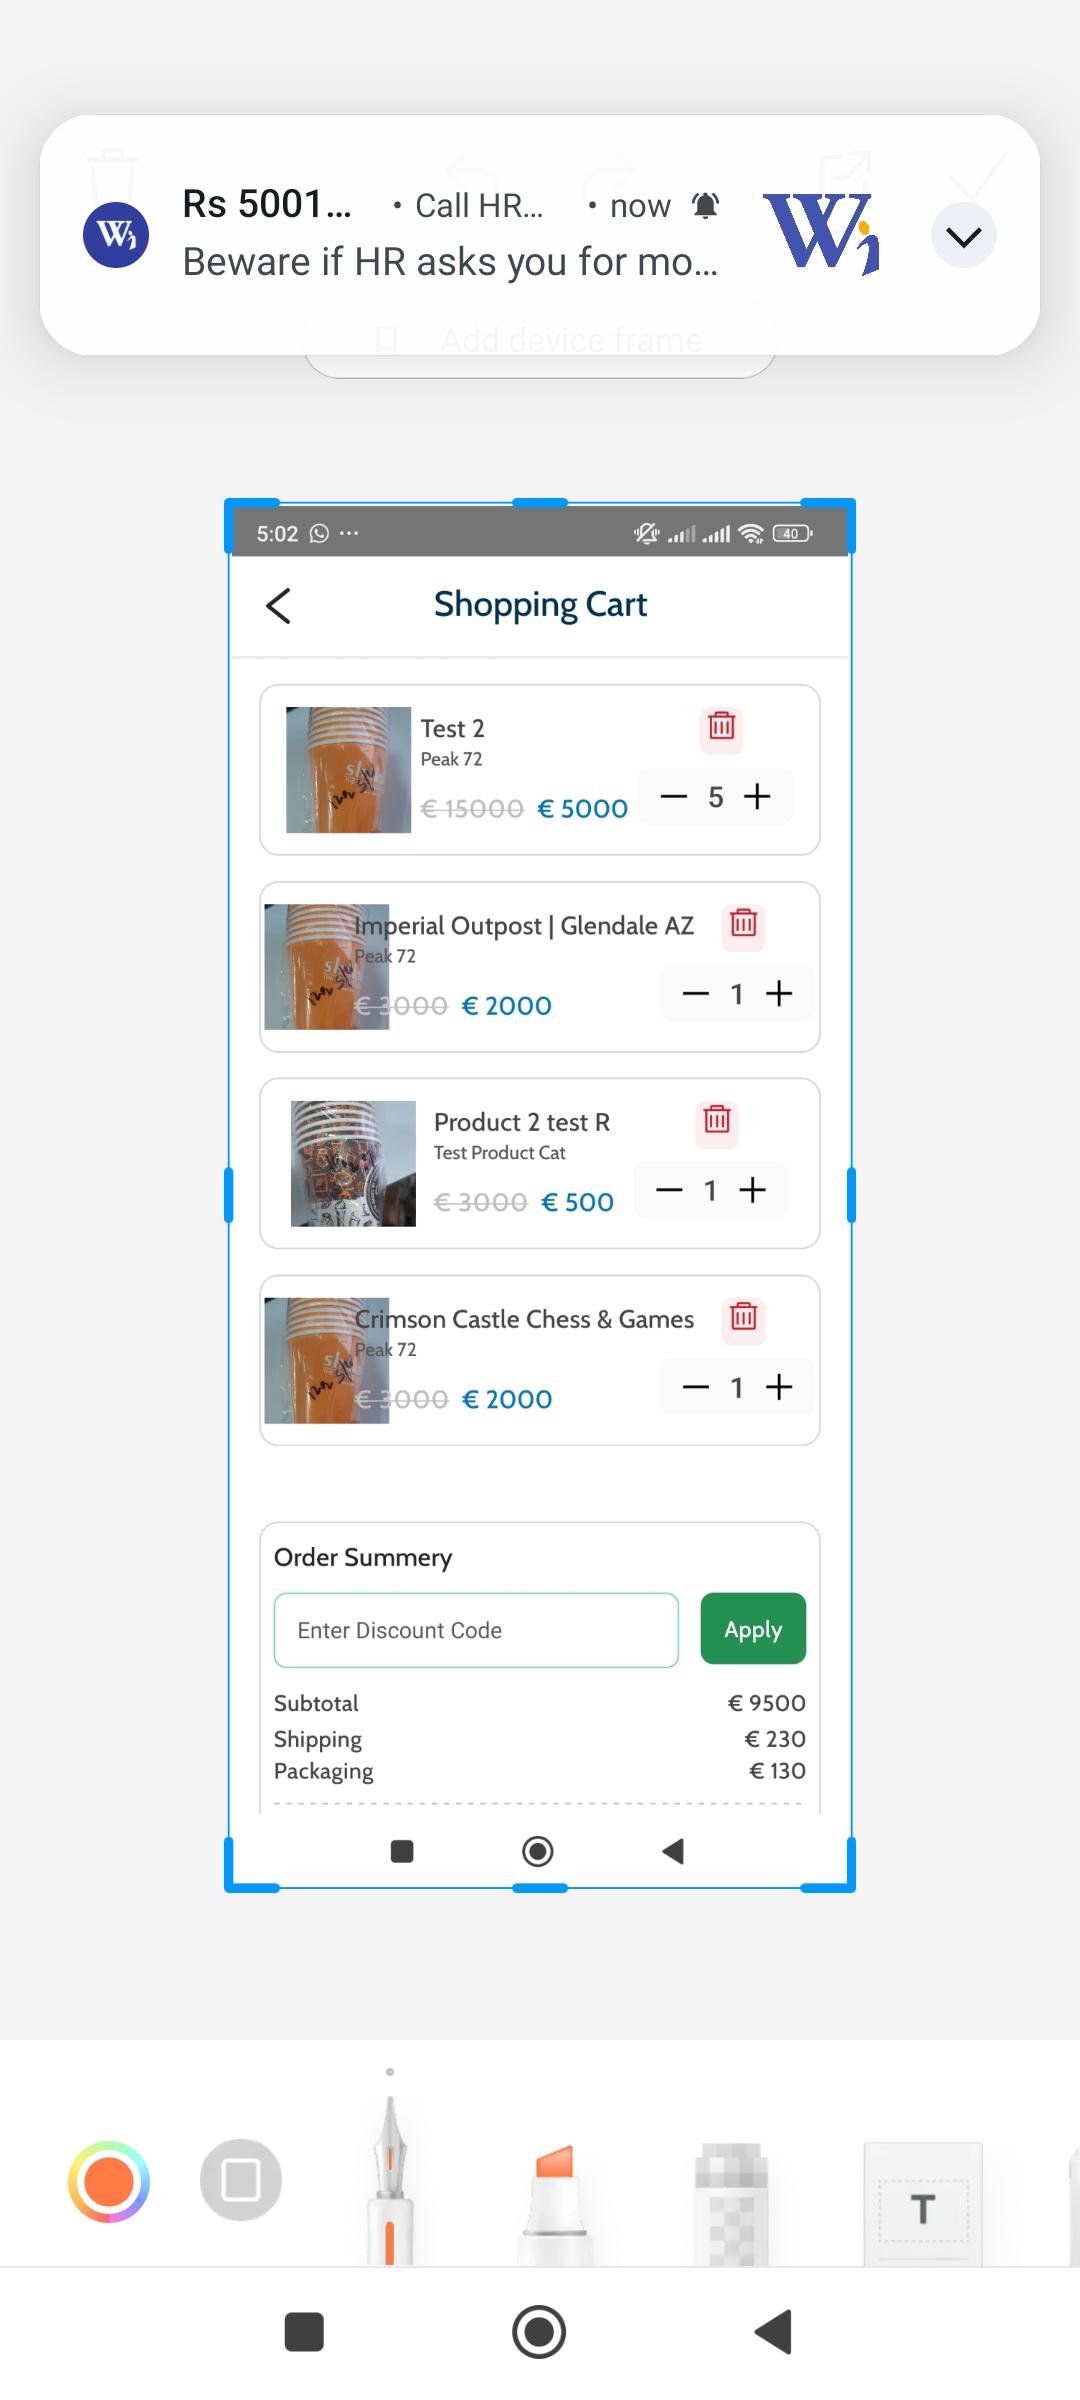 Rs 5001... • Call HR... • now
Beware if HR asks you for mo...
Add device frame
5:02 ... 40
Shopping Cart
Test 2
Peak 72
€ 15000 € 5000 — 5 +
Imperial Outpost | Glendale AZ
Peak 72
€ 3000 € 2000 — 1 +
Product 2 test R
Test Product Cat
€ 3000 € 500 — 1 +
Crimson Castle Chess & Games
Peak 72
€ 3000 € 2000 — 1 +
Order Summery
Enter Discount Code Apply
Subtotal € 9500
Shipping € 230
Packaging € 130
T